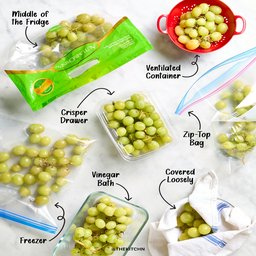 Middle of
the Fridge
Ventilated
Container
Crisper
Drawer
Zip-Top
Bag
Vinegar
Bath
Covered
Loosely
Freezer
@THEKITCHN